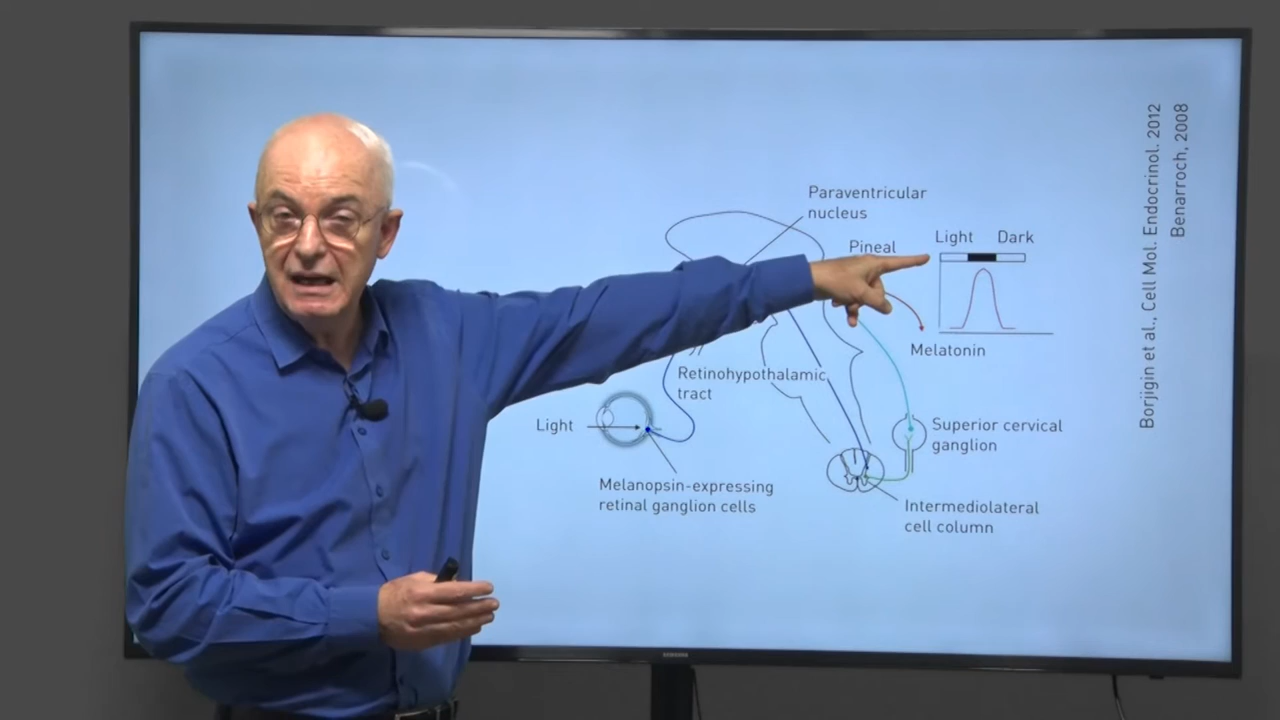 Paraventricular
nucleus
Pineal
Light Dark
Melatonin
Retinohypothalamic
tract
Light
Superior cervical
ganglion
Melanopsin-expressing
retinal ganglion cells
Intermediolateral
cell column
Borjigin et al., Cell Mol. Endocrinol. 2012
Benarroch, 2008
SAMSUNG